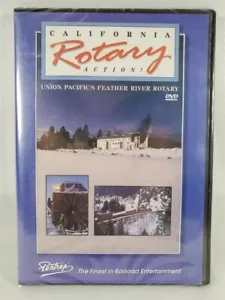 CALIFORNIA
Rotary
ACTION!
UNION PACIFIC'S FEATHER RIVER ROTARY
DVD
Pentrex
The Finest in Railroad Entertainment